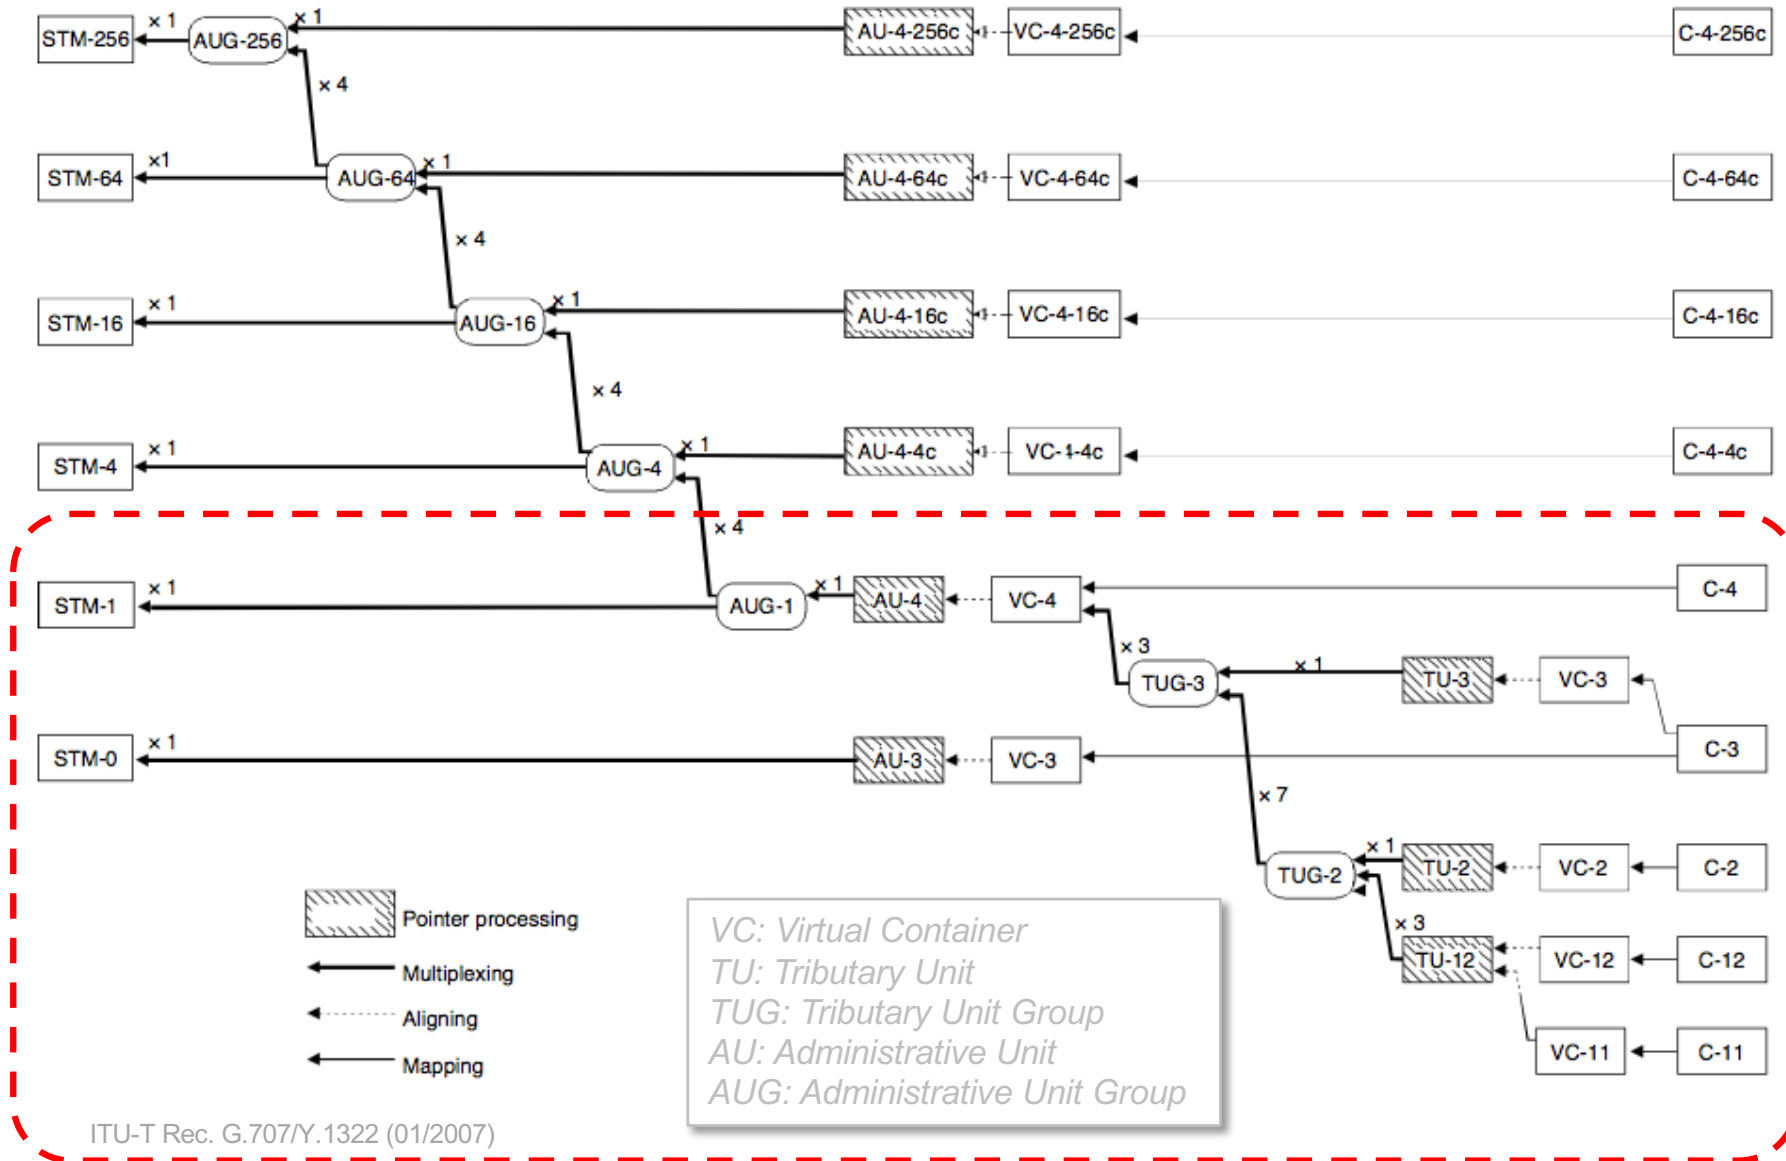 × 1 × 1
STM-256 AUG-256 AU-4-256c VC-4-256c C-4-256c
× 4
×1 × 1
STM-64 AUG-64 AU-4-64c VC-4-64c C-4-64c
× 4
× 1 × 1
STM-16 AUG-16 AU-4-16c VC-4-16c C-4-16c
× 4
× 1 × 1
STM-4 AUG-4 AU-4-4c VC-4-4c C-4-4c
× 4
× 1 × 1
STM-1 AUG-1 AU-4 VC-4 C-4
× 3 × 1
TUG-3 TU-3 VC-3
× 1
STM-0 AU-3 VC-3 C-3
× 7
× 1
TUG-2 TU-2 VC-2 C-2
× 3
TU-12 VC-12 C-12
VC-11 C-11
Pointer processing
Multiplexing
Aligning
Mapping
VC: Virtual Container
TU: Tributary Unit
TUG: Tributary Unit Group
AU: Administrative Unit
AUG: Administrative Unit Group
ITU-T Rec. G.707/Y.1322 (01/2007)